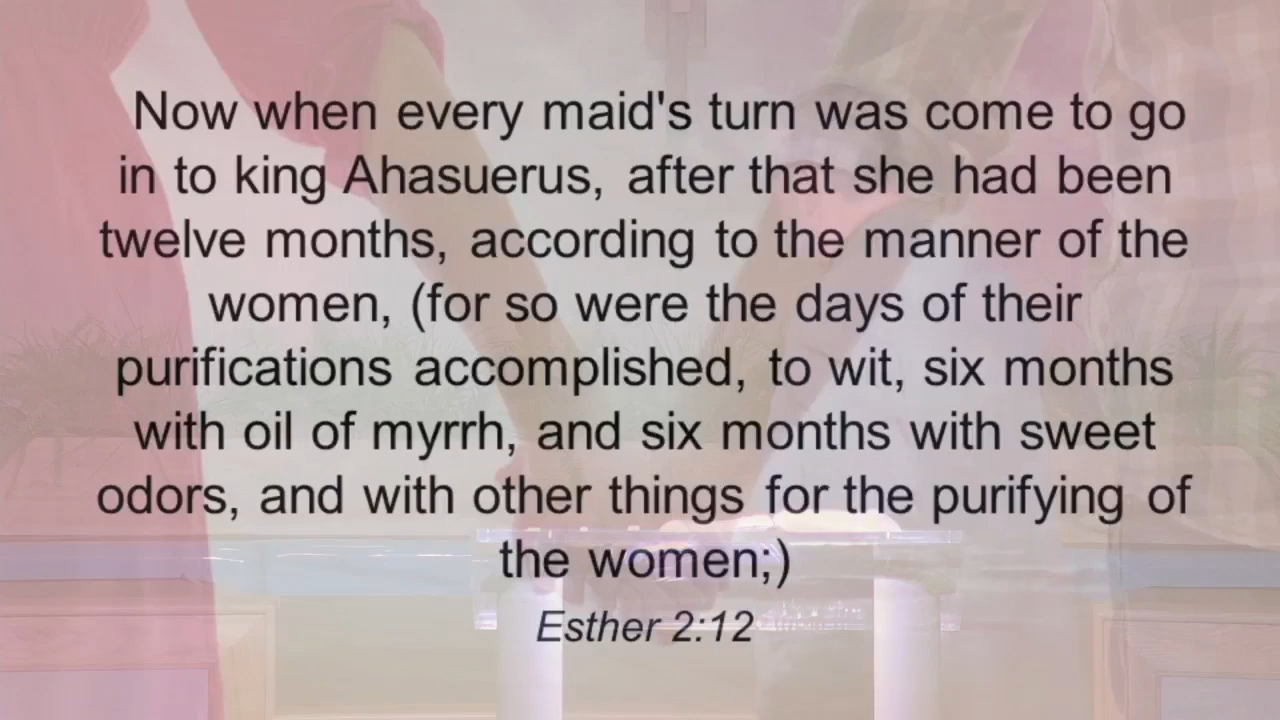 Now when every maid's turn was come to go
in to king Ahasuerus, after that she had been
twelve months, according to the manner of the
women, (for so were the days of their
purifications accomplished, to wit, six months
with oil of myrrh, and six months with sweet
odors, and with other things for the purifying of
the women;)
Esther 2:12